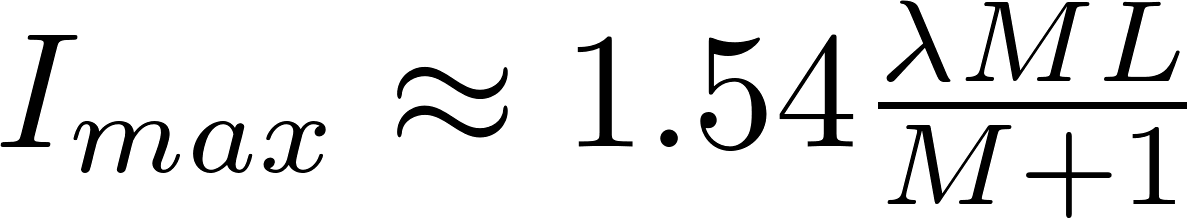 I_{max} ≈ 1.54 \frac{λML}{M+1}